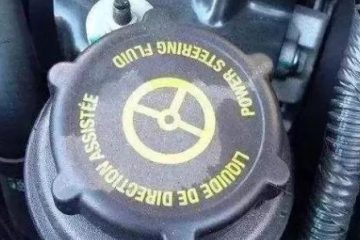 POWER STEERING FLUID
LIQUIDE DE DIRECTION ASSISTÉE